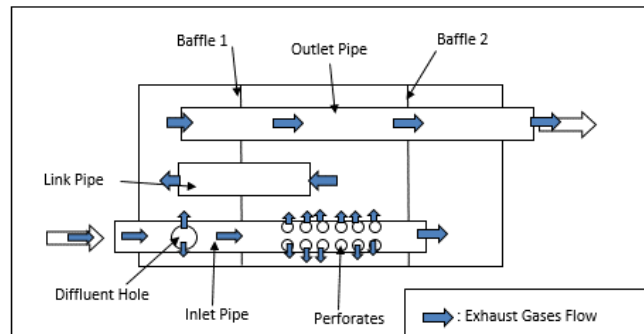 Baffle 1
Outlet Pipe
Baffle 2
Link Pipe
Diffluent Hole
Inlet Pipe
Perforates
: Exhaust Gases Flow